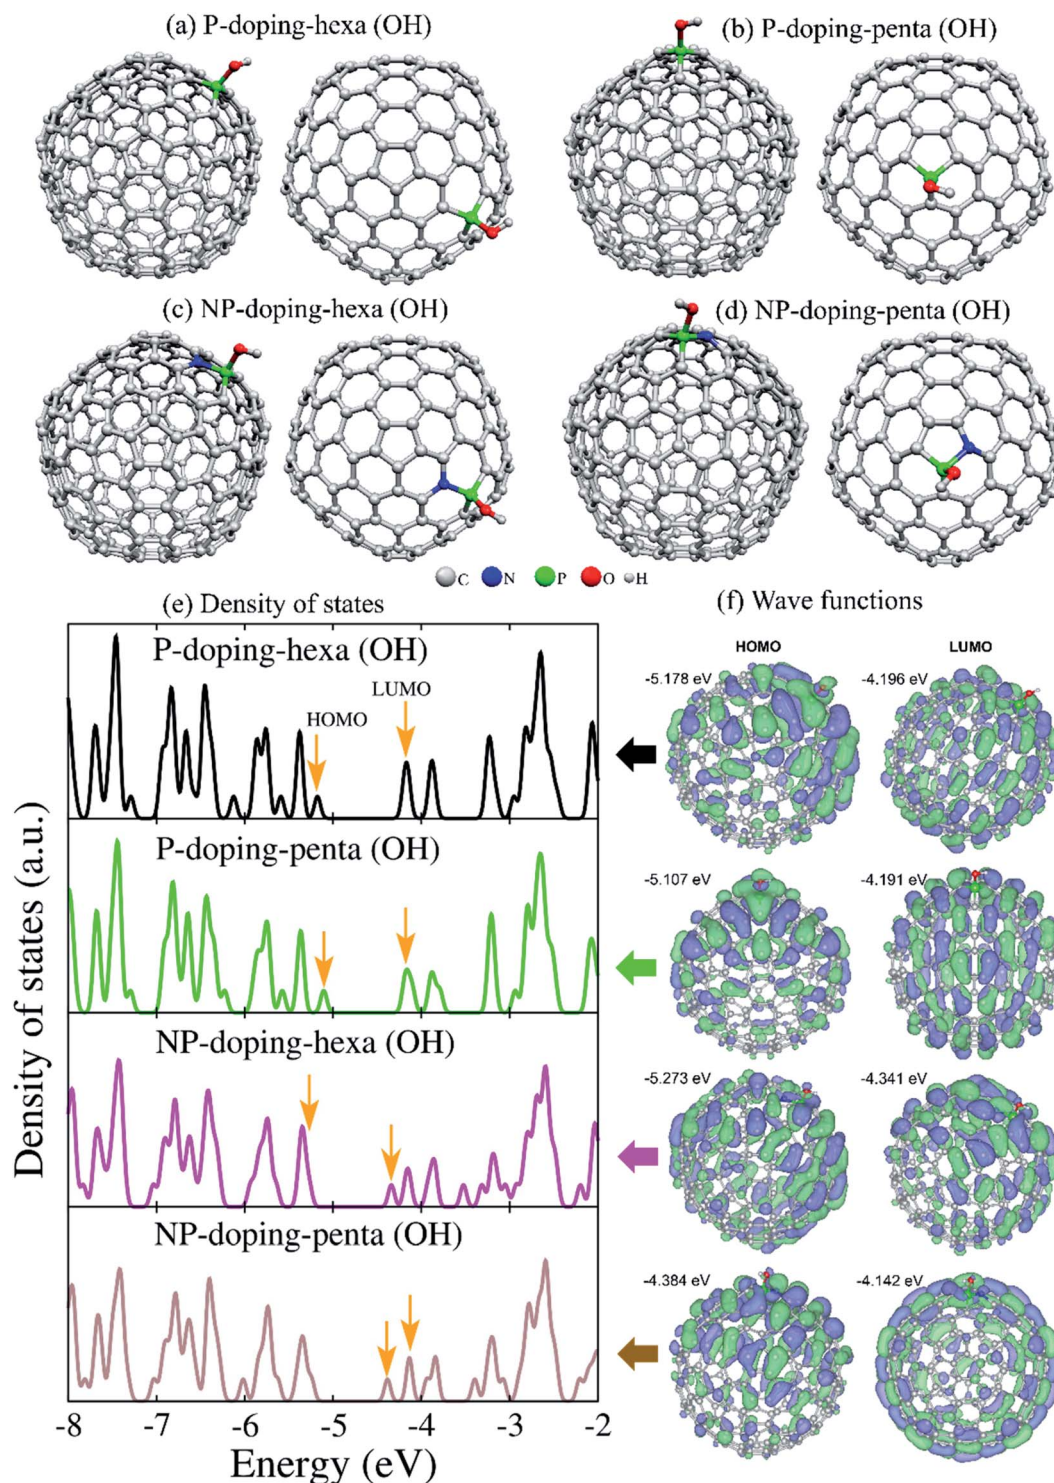 (a) P-doping-hexa (OH)
(b) P-doping-penta (OH)
(c) NP-doping-hexa (OH)
(d) NP-doping-penta (OH)
C N P O H
(e) Density of states
(f) Wave functions
HOMO LUMO
P-doping-hexa (OH)
LUMO
HOMO
-5.178 eV -4.196 eV
P-doping-penta (OH)
-5.107 eV -4.191 eV
NP-doping-hexa (OH)
-5.273 eV -4.341 eV
NP-doping-penta (OH)
-4.384 eV -4.142 eV
Density of states (a.u.)
-8 -7 -6 -5 -4 -3 -2
Energy (eV)